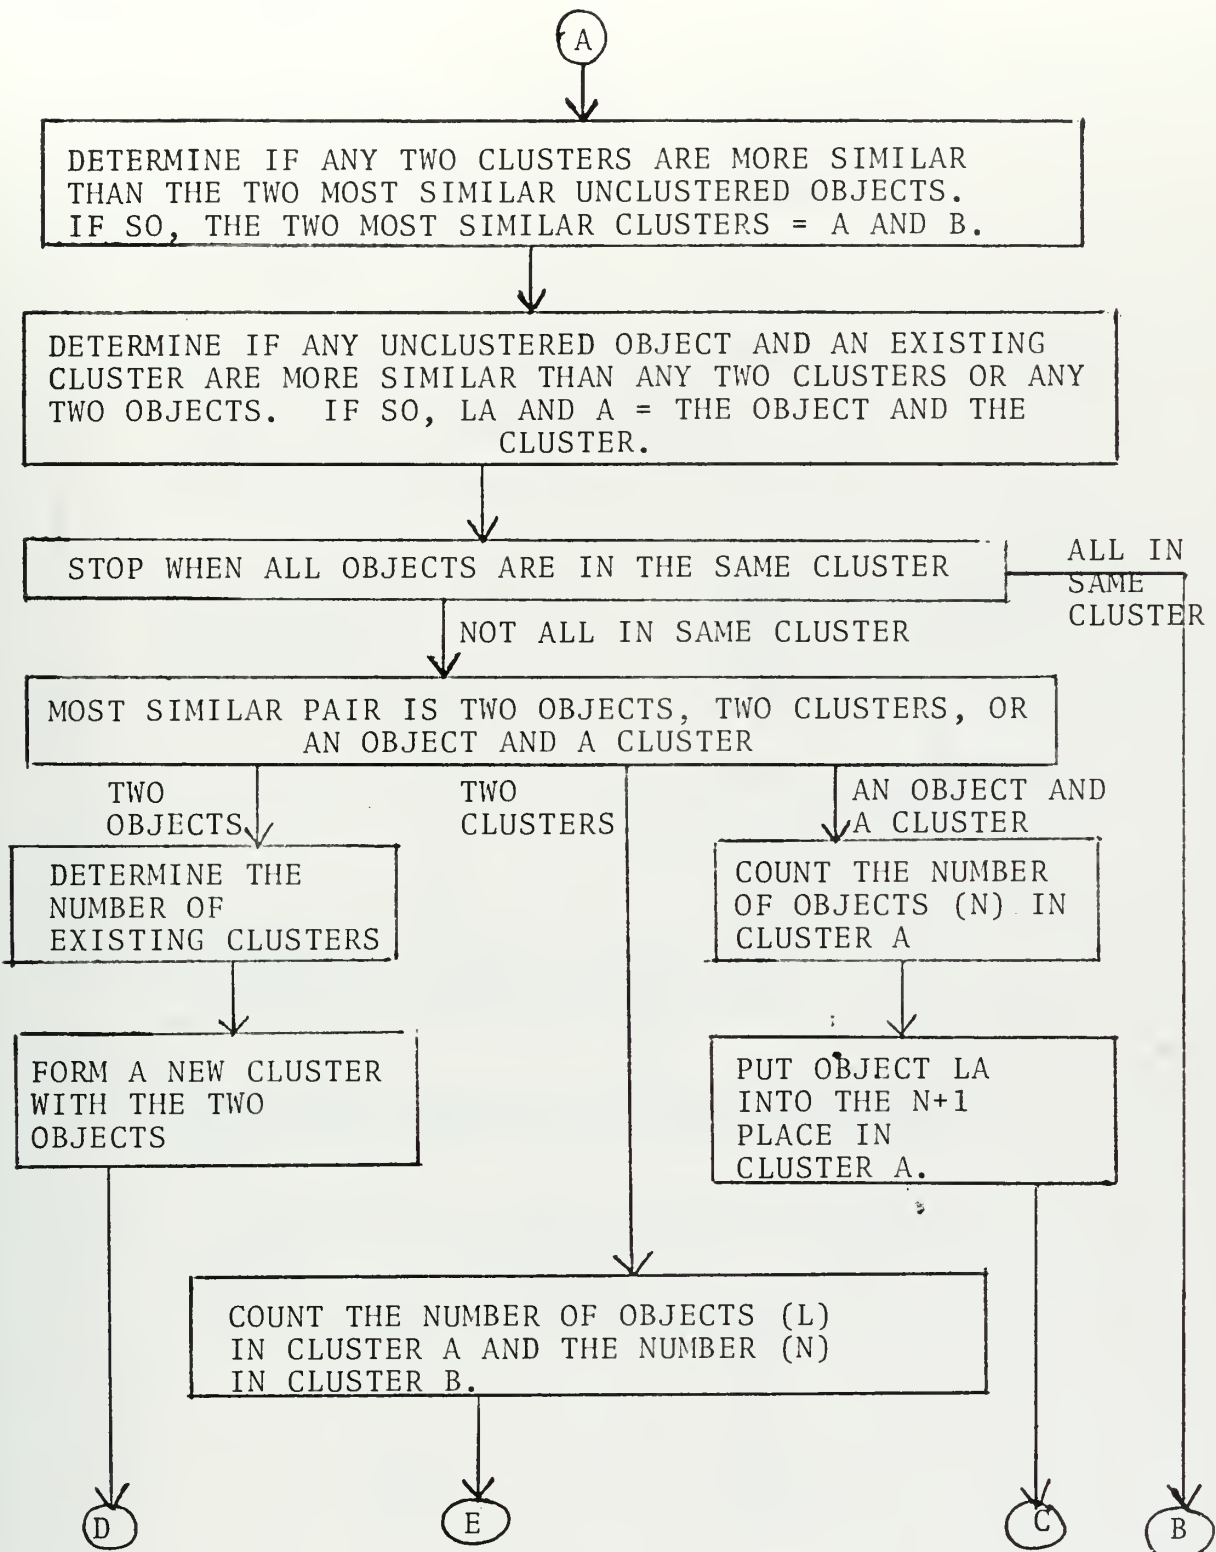 A
DETERMINE IF ANY TWO CLUSTERS ARE MORE SIMILAR
THAN THE TWO MOST SIMILAR UNCLUSTERED OBJECTS.
IF SO, THE TWO MOST SIMILAR CLUSTERS = A AND B.
DETERMINE IF ANY UNCLUSTERED OBJECT AND AN EXISTING
CLUSTER ARE MORE SIMILAR THAN ANY TWO CLUSTERS OR ANY
TWO OBJECTS. IF SO, LA AND A = THE OBJECT AND THE
CLUSTER.
STOP WHEN ALL OBJECTS ARE IN THE SAME CLUSTER
ALL IN
SAME
CLUSTER
NOT ALL IN SAME CLUSTER
MOST SIMILAR PAIR IS TWO OBJECTS, TWO CLUSTERS, OR
AN OBJECT AND A CLUSTER
TWO
OBJECTS
TWO
CLUSTERS
AN OBJECT AND
A CLUSTER
DETERMINE THE
NUMBER OF
EXISTING CLUSTERS
COUNT THE NUMBER
OF OBJECTS (N) IN
CLUSTER A
FORM A NEW CLUSTER
WITH THE TWO
OBJECTS
PUT OBJECT LA
INTO THE N+1
PLACE IN
CLUSTER A.
COUNT THE NUMBER OF OBJECTS (L)
IN CLUSTER A AND THE NUMBER (N)
IN CLUSTER B.
D
E
C
B